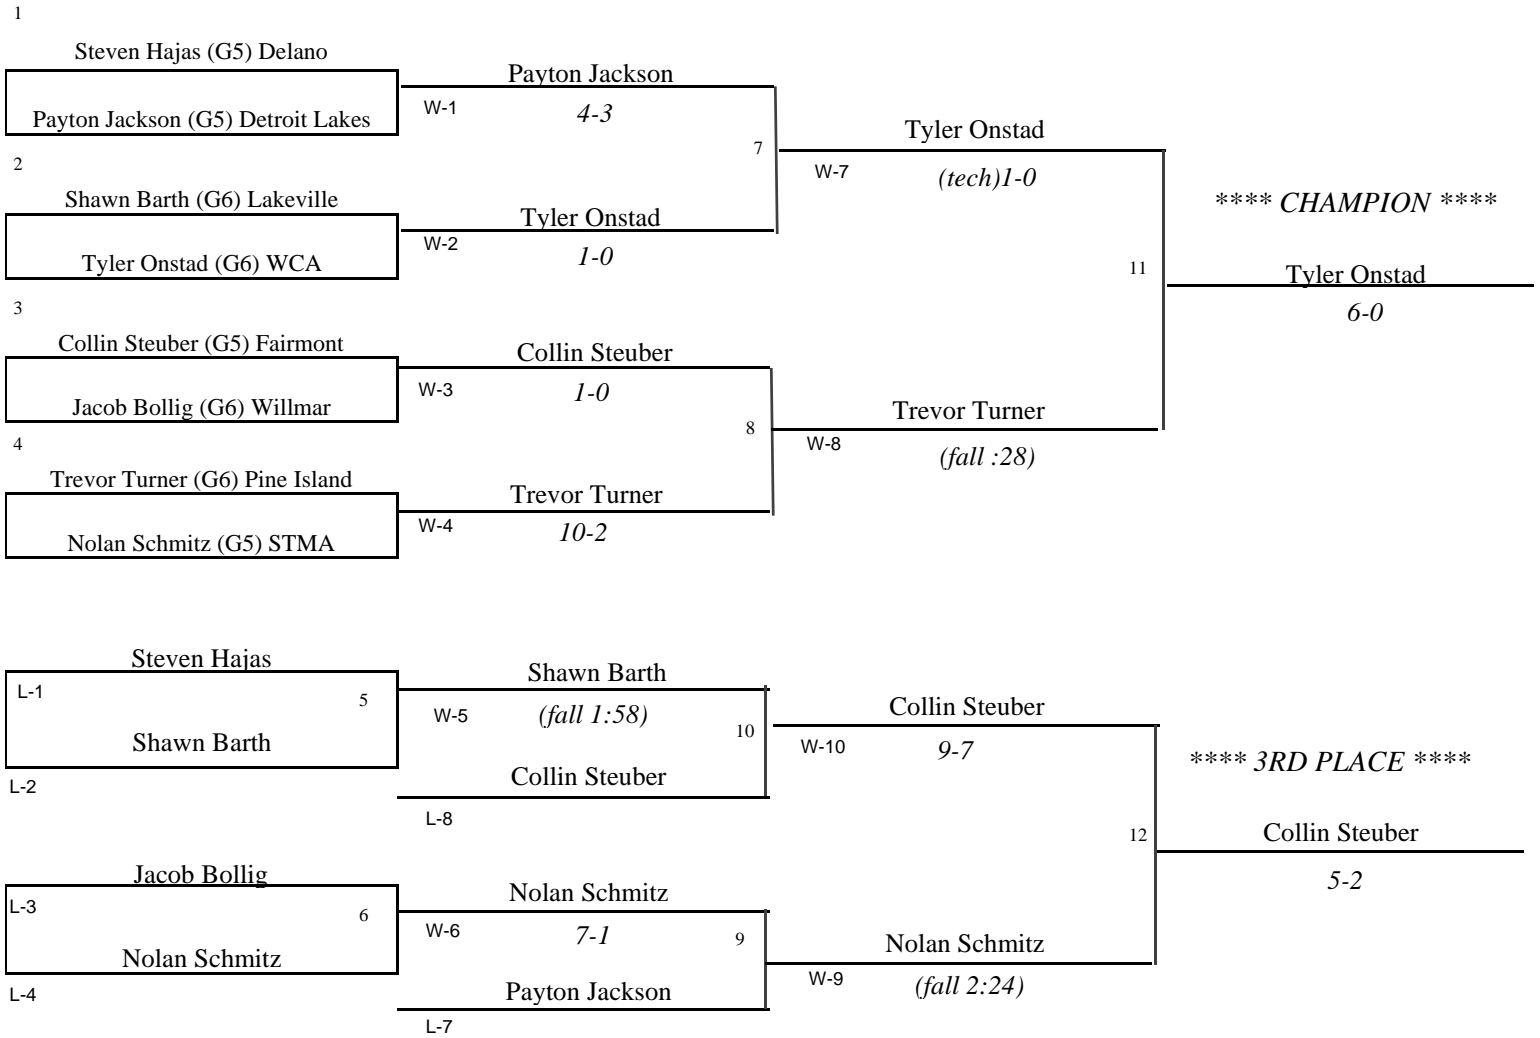 1
Steven Hajas (G5) Delano
Payton Jackson (G5) Detroit Lakes
W-1
Payton Jackson
4-3
2
Shawn Barth (G6) Lakeville
Tyler Onstad (G6) WCA
W-2
Tyler Onstad
1-0
7
W-7
Tyler Onstad
(tech)1-0
3
Collin Steuber (G5) Fairmont
Jacob Bollig (G6) Willmar
W-3
Collin Steuber
1-0
4
Trevor Turner (G6) Pine Island
Nolan Schmitz (G5) STMA
W-4
Trevor Turner
10-2
8
W-8
Trevor Turner
(fall :28)
11
**** CHAMPION ****
Tyler Onstad
6-0
Steven Hajas
L-1
5
Shawn Barth
L-2
Shawn Barth
W-5
(fall 1:58)
Collin Steuber
L-8
10
W-10
Collin Steuber
9-7
Jacob Bollig
L-3
6
Nolan Schmitz
L-4
Nolan Schmitz
W-6
7-1
Payton Jackson
L-7
9
W-9
Nolan Schmitz
(fall 2:24)
12
**** 3RD PLACE ****
Collin Steuber
5-2